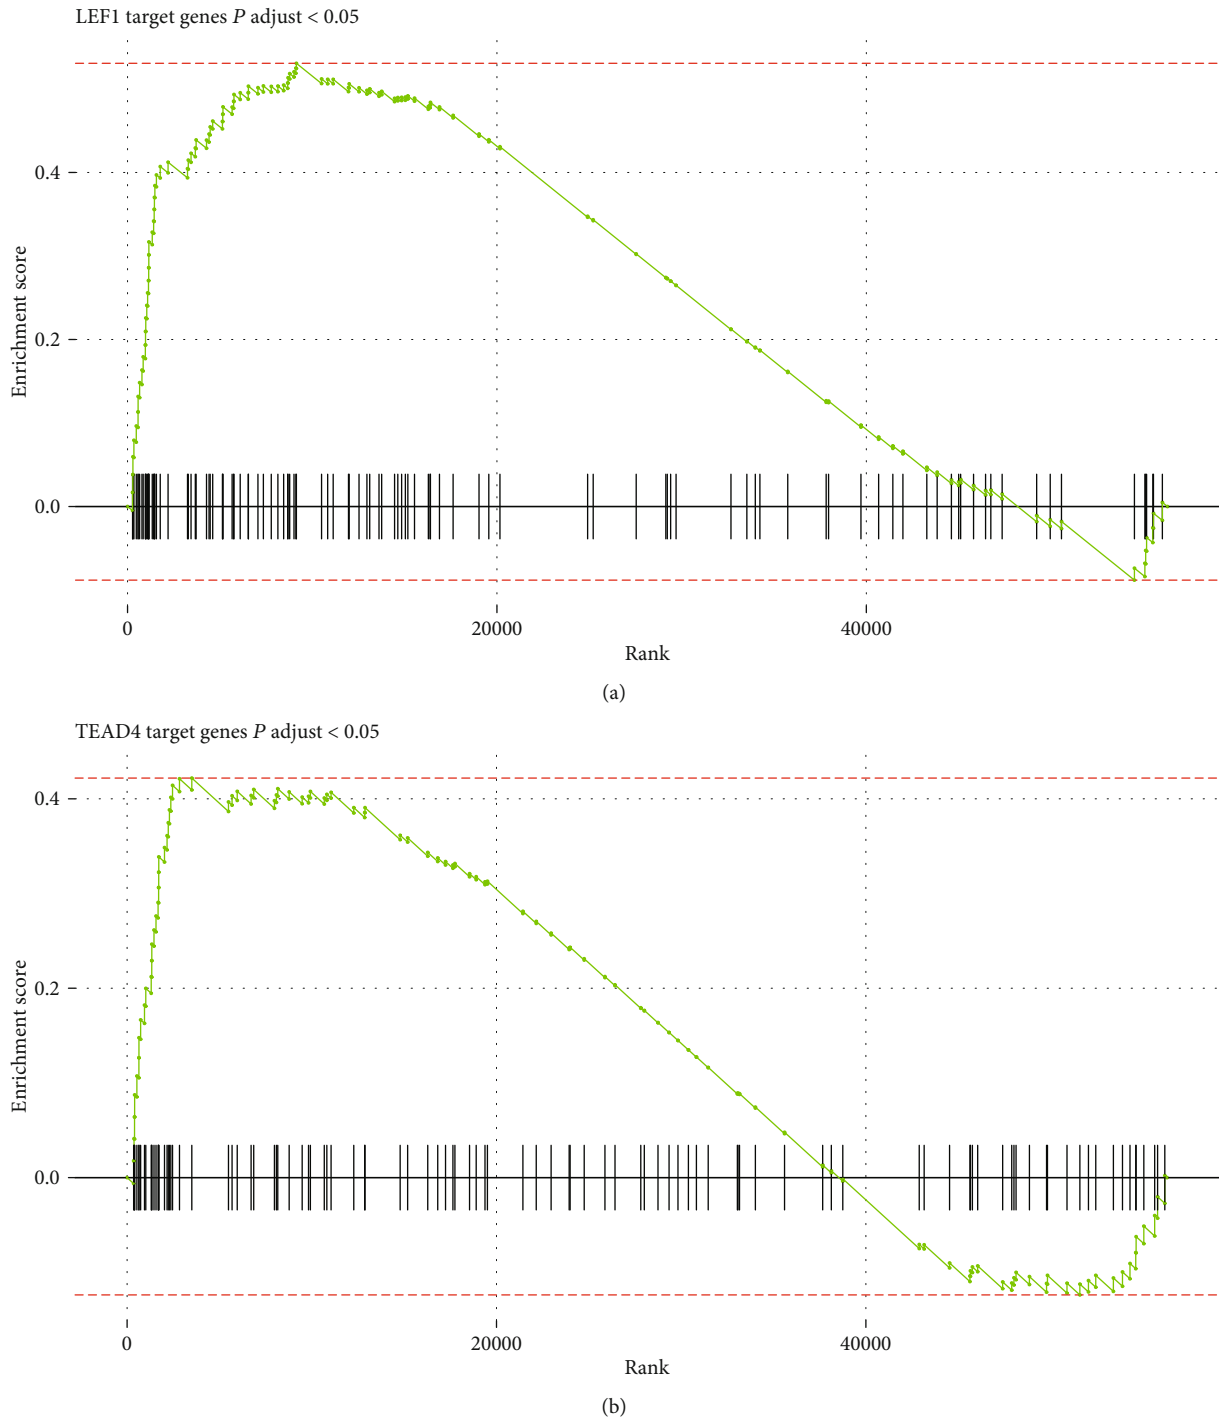 LEF1 target genes P adjust < 0.05
Enrichment score
0.4
0.2
0.0
0
20000
40000
Rank
(a)
TEAD4 target genes P adjust < 0.05
Enrichment score
0.4
0.2
0.0
0
20000
40000
Rank
(b)